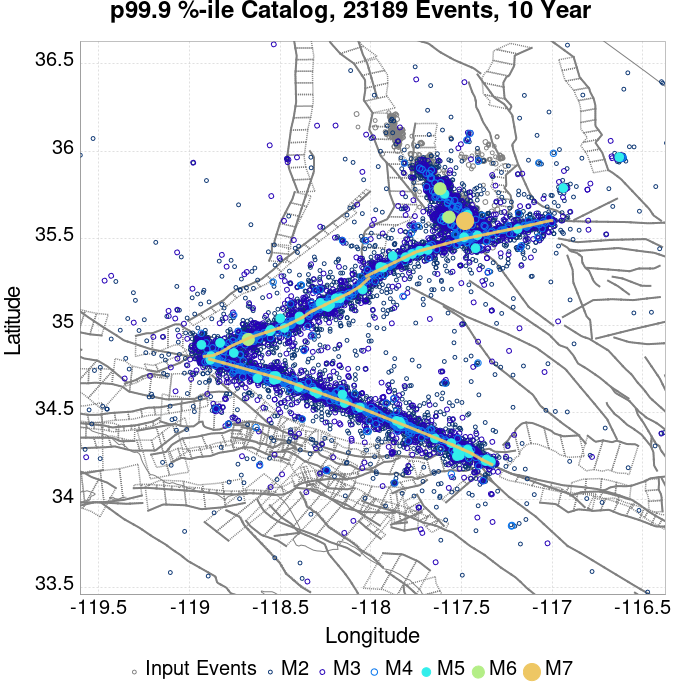 p99.9 %-ile Catalog, 23189 Events, 10 Year
36.5
36
35.5
35
34.5
34
33.5
Latitude
-119.5 -119 -118.5 -118 -117.5 -117 -116.5
Longitude
Input Events M2 M3 M4 M5 M6 M7